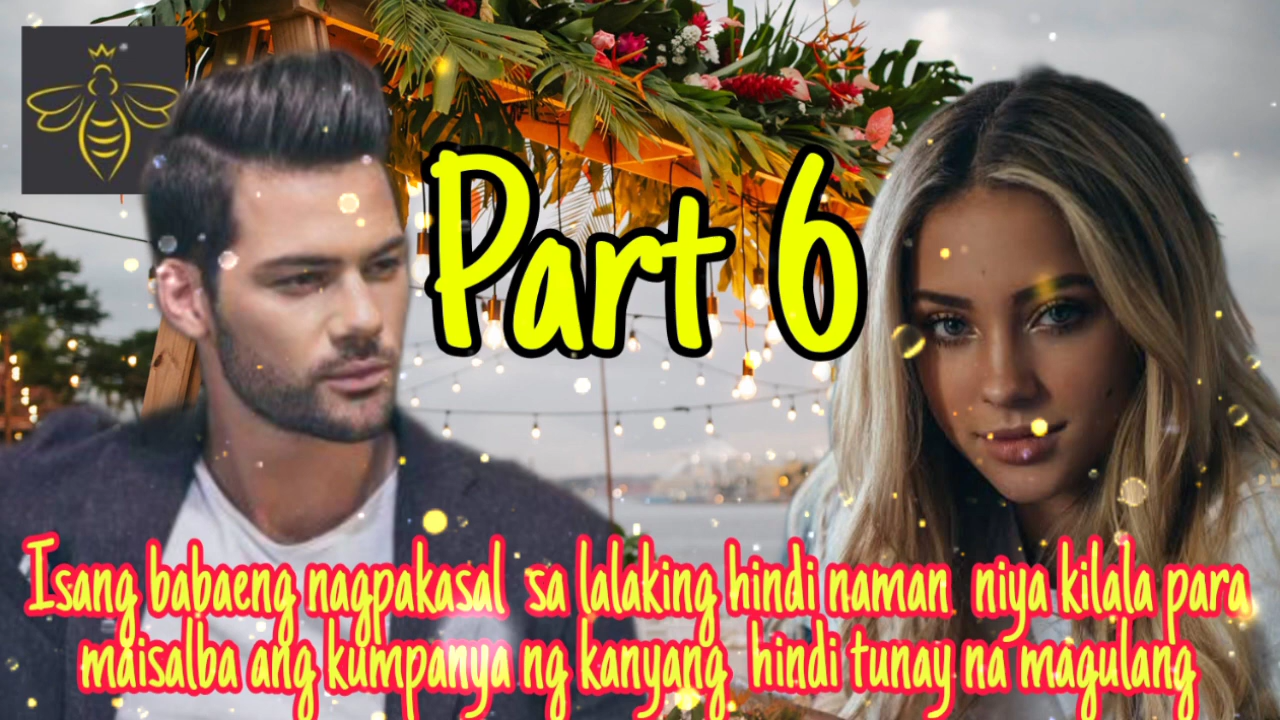 Part 6
Isang babaeng nagpakasal sa lalaking hindi naman niya kilala para
maisalba ang kumpanya ng kanyang hindi tunay na magulang